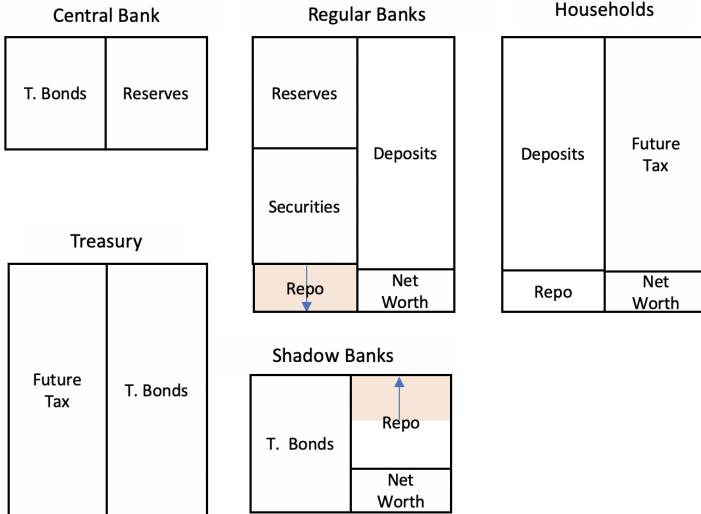 Central Bank
T. Bonds
Reserves
Regular Banks
Reserves
Securities
Repo
Deposits
Net
Worth
Households
Deposits
Repo
Future
Tax
Net
Worth
Treasury
Future
Tax
T. Bonds
Shadow Banks
T. Bonds
Repo
Net
Worth